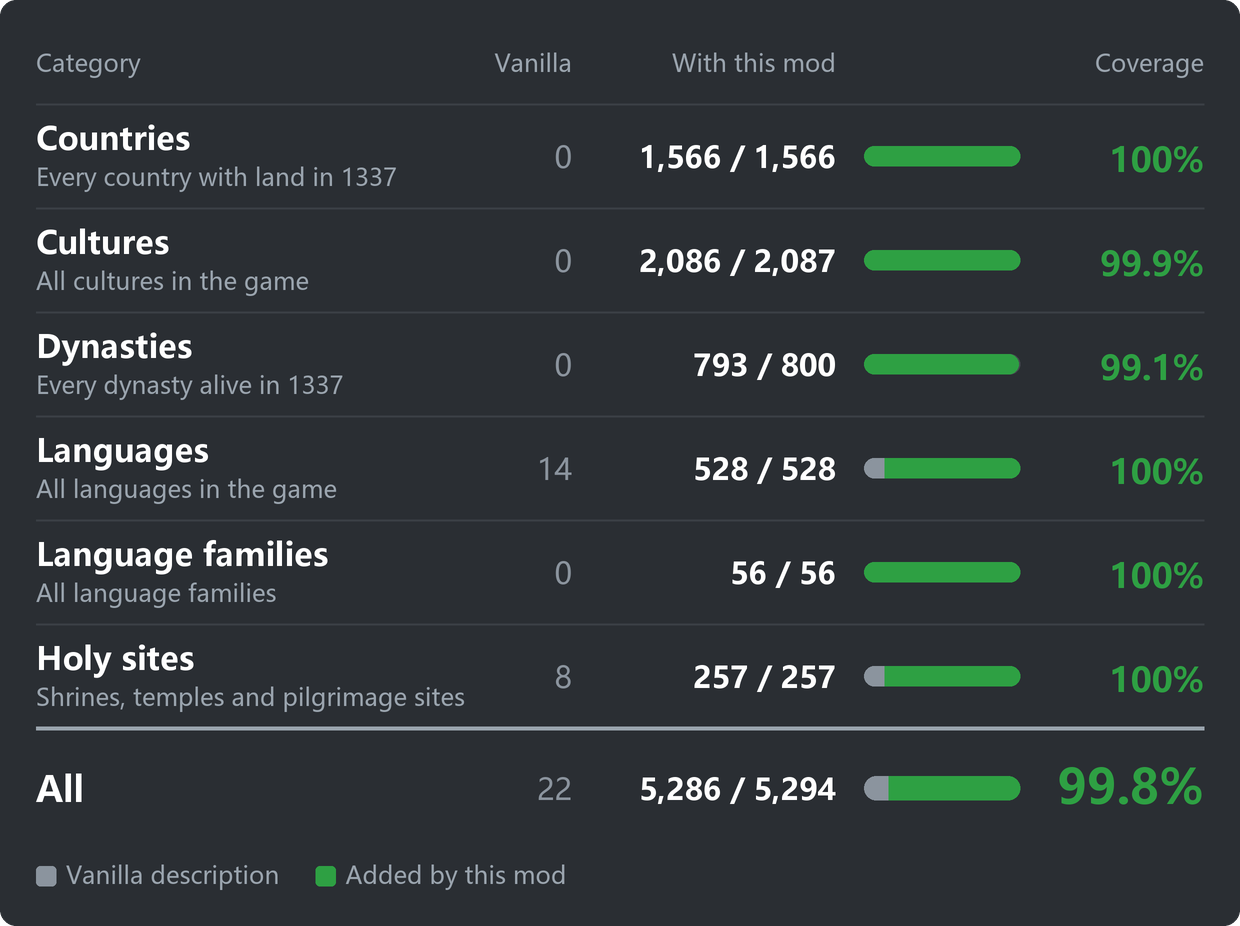 Category Vanilla With this mod Coverage
Countries
Every country with land in 1337
0 1,566 / 1,566 100%
Cultures
All cultures in the game
0 2,086 / 2,087 99.9%
Dynasties
Every dynasty alive in 1337
0 793 / 800 99.1%
Languages
All languages in the game
14 528 / 528 100%
Language families
All language families
0 56 / 56 100%
Holy sites
Shrines, temples and pilgrimage sites
8 257 / 257 100%
All 22 5,286 / 5,294 99.8%
Vanilla description Added by this mod